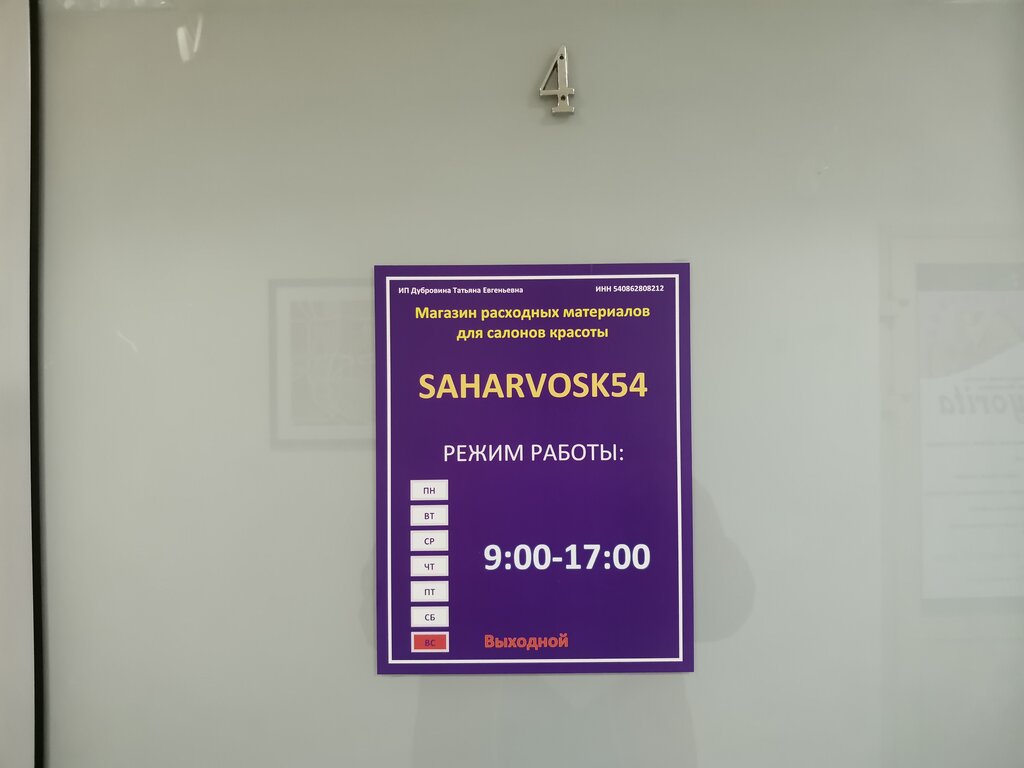 4
ИП Дубровина Татьяна Евгеньевна ИНН 540862808212
Магазин расходных материалов
для салонов красоты
SAHARVOSK54
РЕЖИМ РАБОТЫ:
ПН
ВТ
СР
ЧТ
9:00-17:00
ПТ
СБ
ВС Выходной